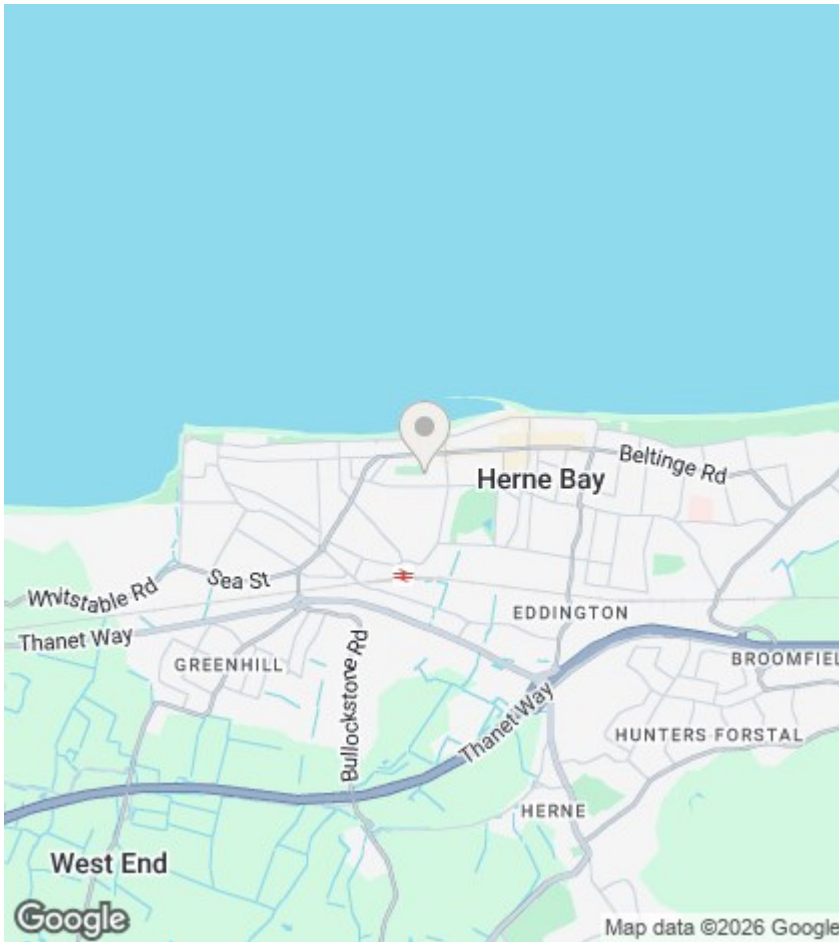 Beltinge Rd
Herne Bay
Whitstable Rd
Sea St
EDDINGTON
Thanet Way
GREENHILL
Bullockstone Rd
BROOMFIEL
Thanet Way
HUNTERS FORSTAL
HERNE
West End
Google
Map data ©2026 Google